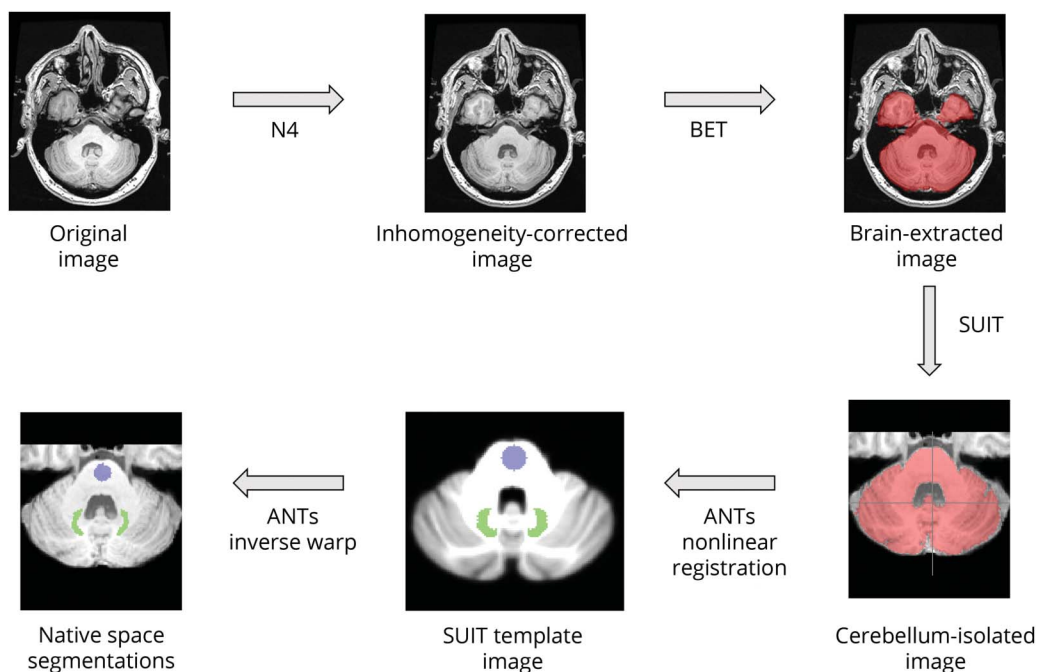 N4
BET
Original
image
Inhomogeneity-corrected
image
Brain-extracted
image
SUIT
ANTs
inverse warp
ANTs
nonlinear
registration
Native space
segmentations
SUIT template
image
Cerebellum-isolated
image